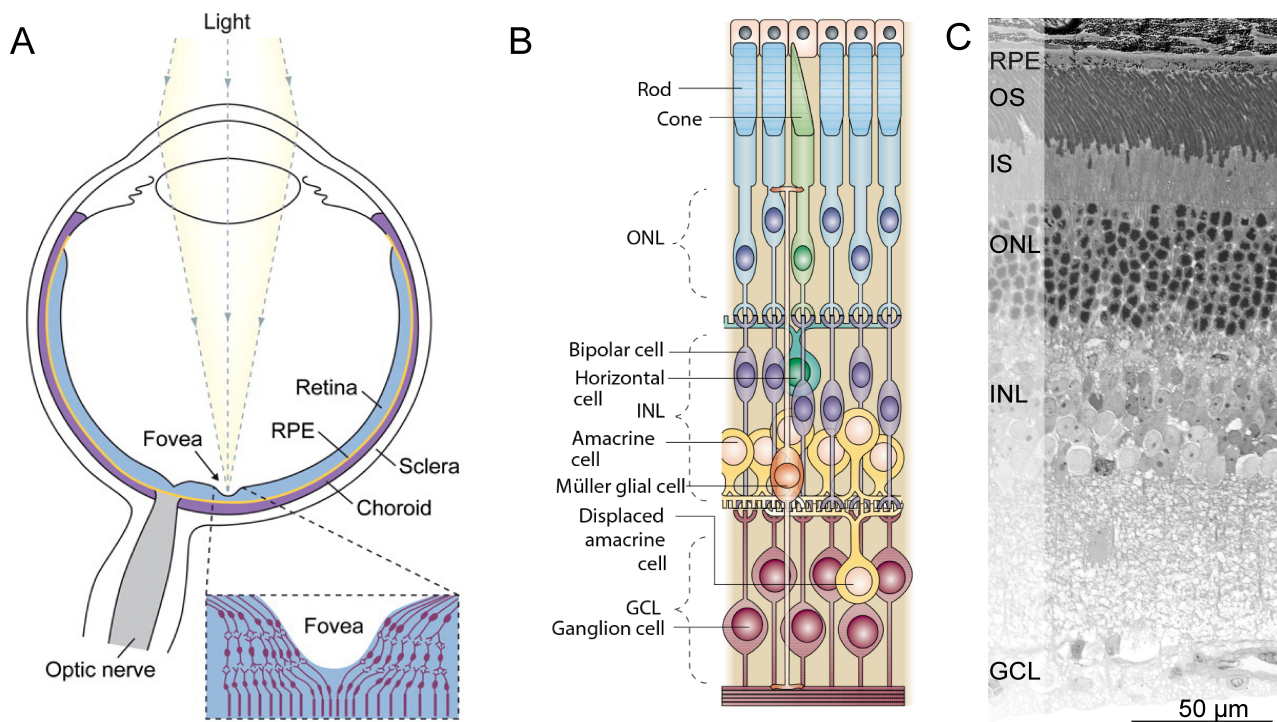 A
Light
Retina
Fovea
RPE
Sclera
Choroid
Fovea
Optic nerve
B
Rod
Cone
ONL
Bipolar cell
Horizontal
cell
INL
Amacrine
cell
Müller glial cell
Displaced
amacrine
cell
GCL
Ganglion cell
C
RPE
OS
IS
ONL
INL
GCL
50 µm